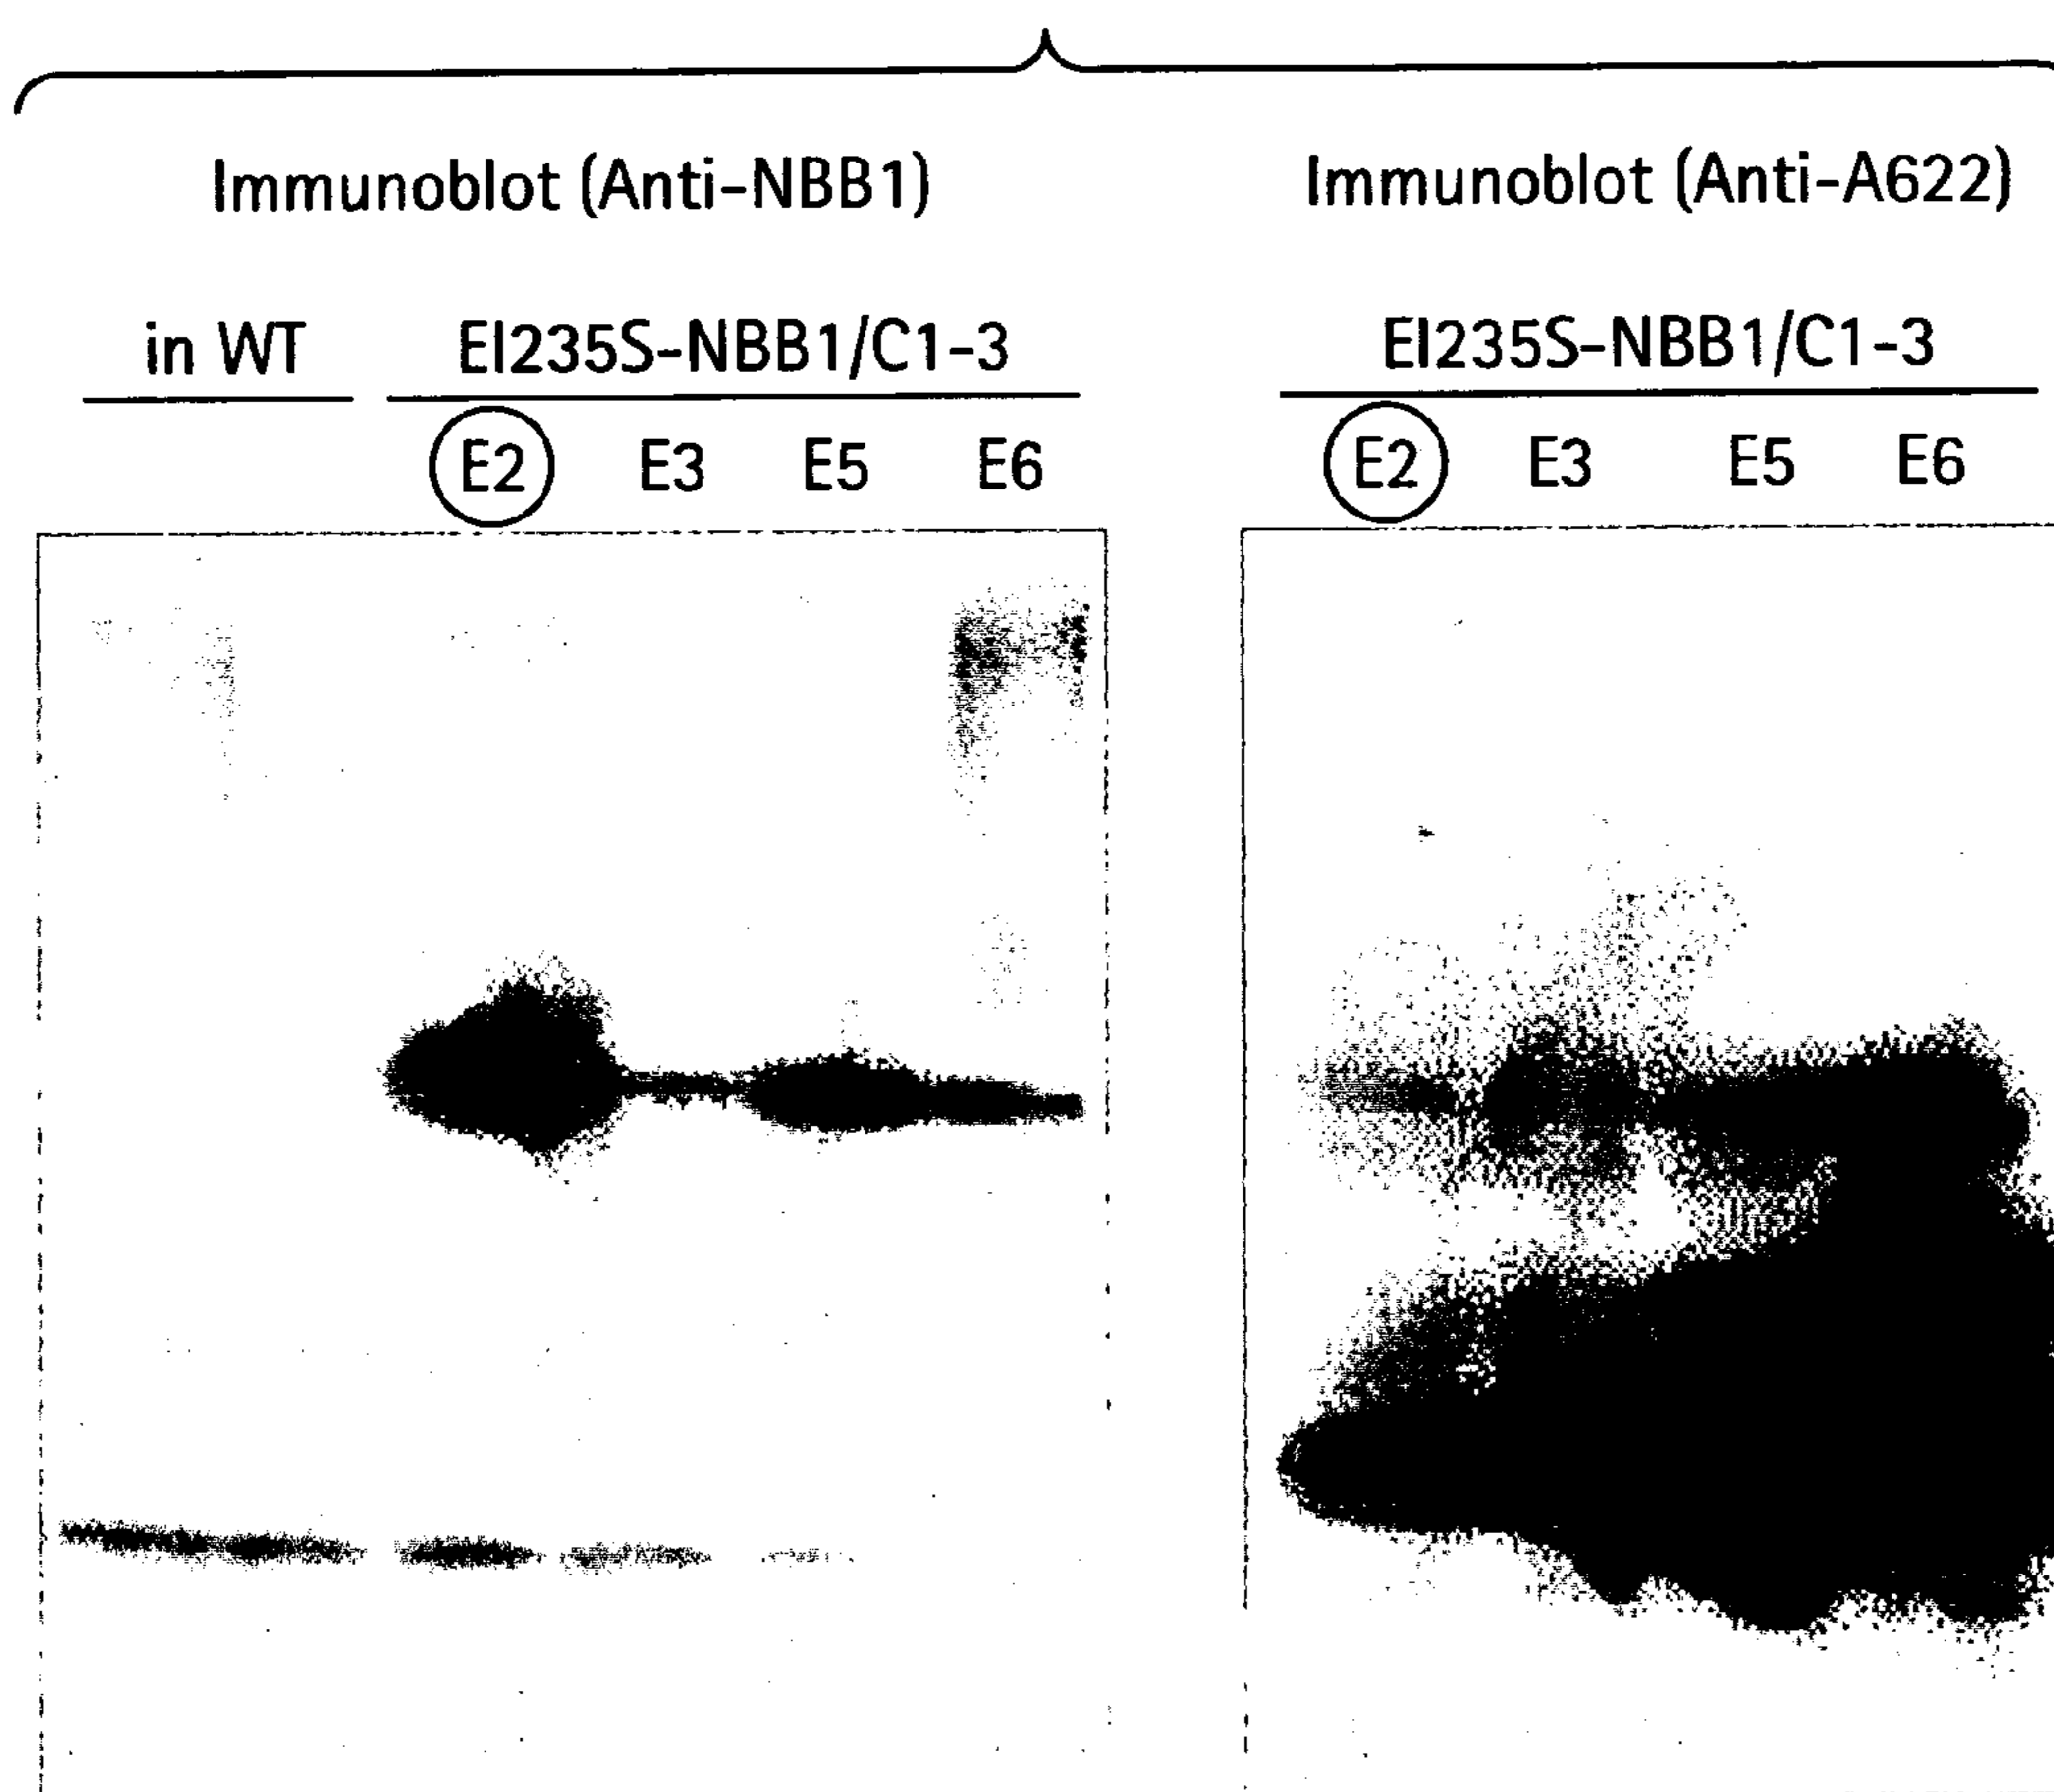 Immunoblot (Anti-NBB1)
Immunoblot (Anti-A622)
in WT
EI235S-NBB1/C1-3
EI235S-NBB1/C1-3
E2 E3 E5 E6
E2 E3 E5 E6